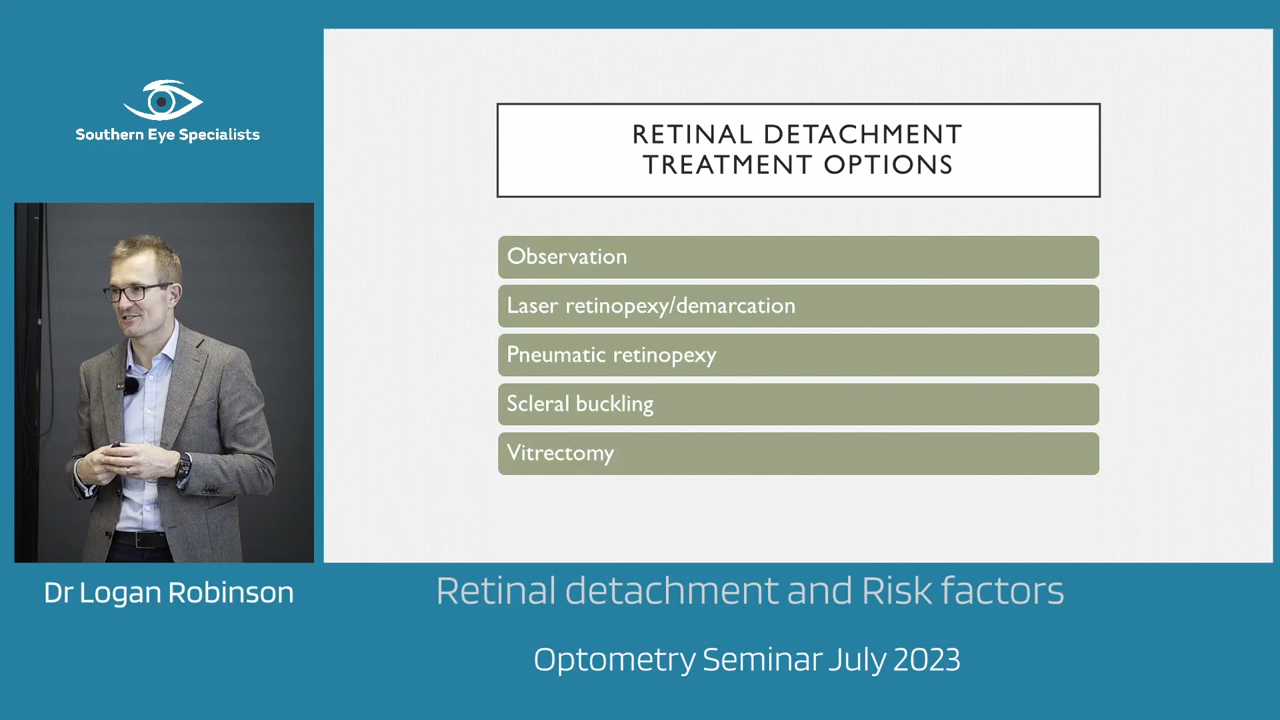 Southern Eye Specialists
RETINAL DETACHMENT
TREATMENT OPTIONS
Observation
Laser retinopexy/demarcation
Pneumatic retinopexy
Scleral buckling
Vitrectomy
Dr Logan Robinson
Retinal detachment and Risk factors
Optometry Seminar July 2023